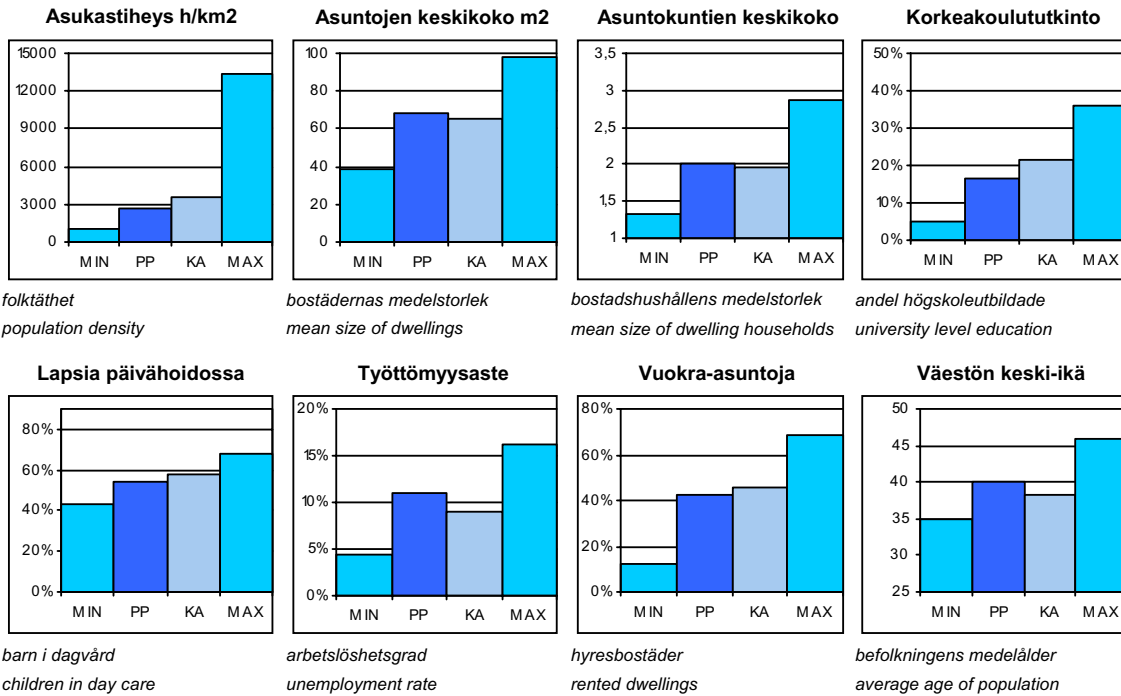 Asukastiheys h/km2
15000
12000
9000
6000
3000
0
MIN PP KA MAX
folktäthet
population density
Asuntojen keskikoko m2
100
80
60
40
20
0
MIN PP KA MAX
bostädernas medelstorlek
mean size of dwellings
Asuntokuntien keskikoko
3,5
3
2,5
2
1,5
1
MIN PP KA MAX
bostadshushållens medelstorlek
mean size of dwelling households
Korkeakoulututkinto
50%
40%
30%
20%
10%
0%
MIN PP KA MAX
andel högskoleutbildade
university level education
Lapsia päivähoidossa
80%
60%
40%
20%
0%
MIN PP KA MAX
barn i dagvård
children in day care
Työttömyysaste
20%
15%
10%
5%
0%
MIN PP KA MAX
arbetslöshetsgrad
unemployment rate
Vuokra-asuntoja
80%
60%
40%
20%
0%
MIN PP KA MAX
hyresbostäder
rented dwellings
Väestön keski-ikä
50
45
40
35
30
25
MIN PP KA MAX
befolkningens medelålder
average age of population